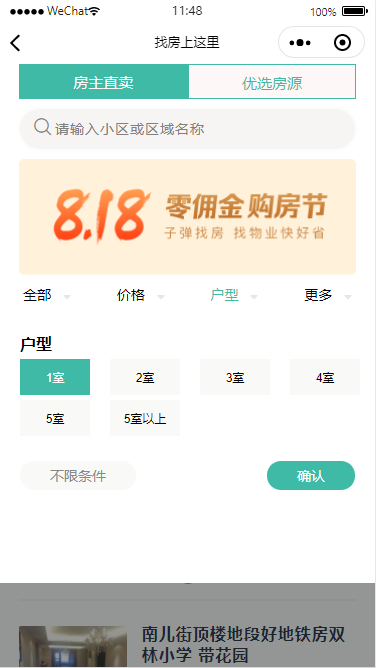 WeChat 11:48 100%
找房上这里
房主直卖 优选房源
请输入小区或区域名称
8.18 零佣金 购房节
子弹找房 找物业快好省
全部 价格 户型 更多
户型
1室 2室 3室 4室
5室 5室以上
不限条件 确认
南儿街顶楼地段好地铁房双
林小学 带花园